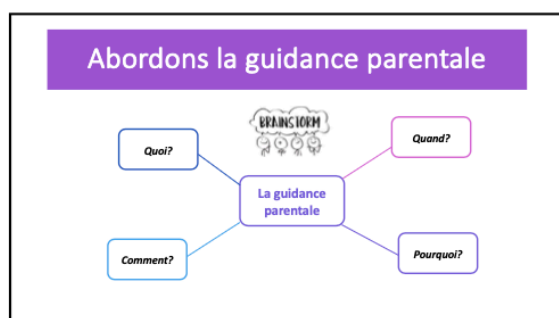 Abordons la guidance parentale
BRAINSTORM
Quoi?
Quand?
La guidance
parentale
Comment?
Pourquoi?